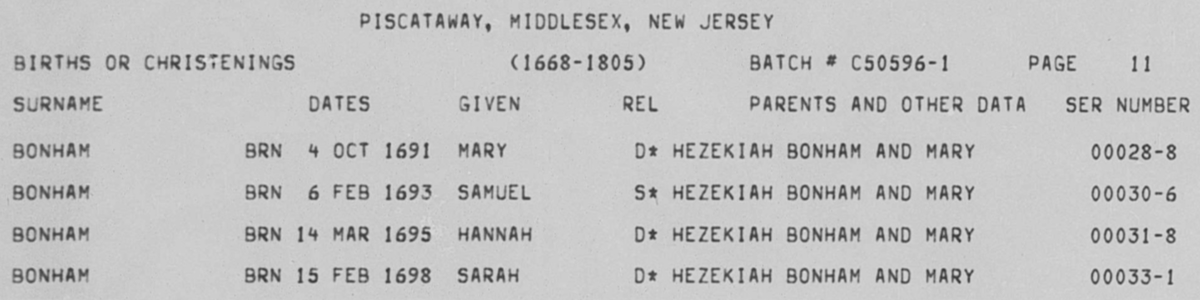 PISCATAWAY, MIDDLESEX, NEW JERSEY
BIRTHS OR CHRISTENINGS (1668-1805) BATCH # C50596-1 PAGE 11
SURNAME DATES GIVEN REL PARENTS AND OTHER DATA SER NUMBER
BONHAM BRN 4 OCT 1691 MARY D* HEZEKIAH BONHAM AND MARY 00028-8
BONHAM BRN 6 FEB 1693 SAMUEL S* HEZEKIAH BONHAM AND MARY 00030-6
BONHAM BRN 14 MAR 1695 HANNAH D* HEZEKIAH BONHAM AND MARY 00031-8
BONHAM BRN 15 FEB 1698 SARAH D* HEZEKIAH BONHAM AND MARY 00033-1